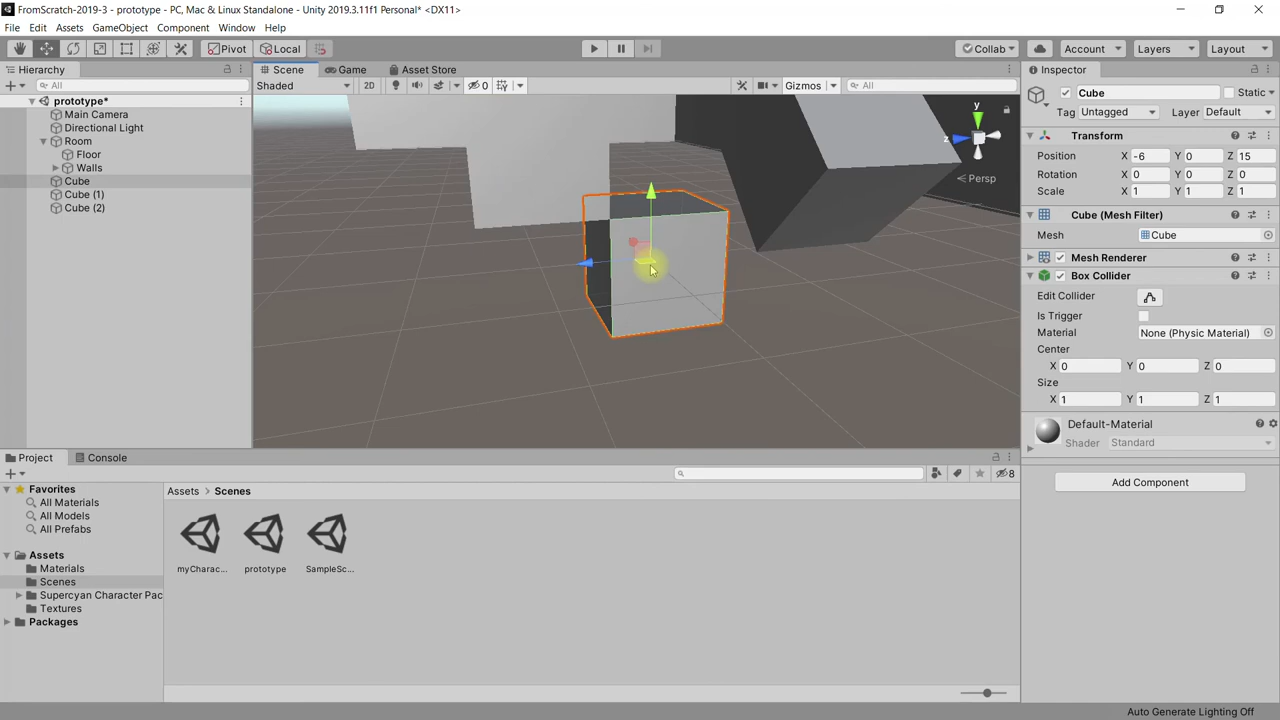 FromScratch-2019-3 - prototype - PC, Mac & Linux Standalone - Unity 2019.3.11f1 Personal* <DX11>
File Edit Assets GameObject Component Window Help
Pivot Local Collab Account Layers Layout
Hierarchy
All
prototype*
Main Camera
Directional Light
Room
Floor
Walls
Cube
Cube (1)
Cube (2)
Scene Game Asset Store
Shaded 2D 0 Gizmos All
y
z
Persp
Inspector
Cube Static
Tag Untagged Layer Default
Transform
Position X -6 Y 0 Z 15
Rotation X 0 Y 0 Z 0
Scale X 1 Y 1 Z 1
Cube (Mesh Filter)
Mesh Cube
Mesh Renderer
Box Collider
Edit Collider
Is Trigger
Material None (Physic Material)
Center
X 0 Y 0 Z 0
Size
X 1 Y 1 Z 1
Default-Material
Shader Standard
Add Component
Project Console
8
Favorites
All Materials
All Models
All Prefabs
Assets
Materials
Scenes
Supercyan Character Pac
Textures
Packages
Assets > Scenes
myCharac... prototype SampleSc...
Auto Generate Lighting Off